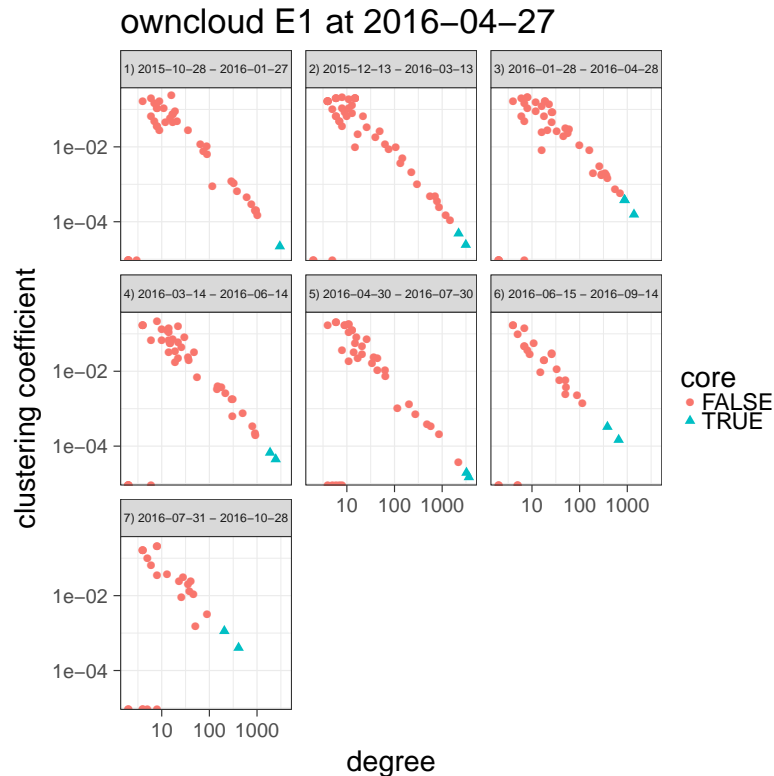 owncloud E1 at 2016−04−27
1) 2015−10−28 − 2016−01−27
2) 2015−12−13 − 2016−03−13
3) 2016−01−28 − 2016−04−28
1e−02
1e−04
4) 2016−03−14 − 2016−06−14
5) 2016−04−30 − 2016−07−30
6) 2016−06−15 − 2016−09−14
1e−02
1e−04
10 100 1000
10 100 1000
7) 2016−07−31 − 2016−10−28
1e−02
1e−04
10 100 1000
degree
clustering coefficient
core
FALSE
TRUE